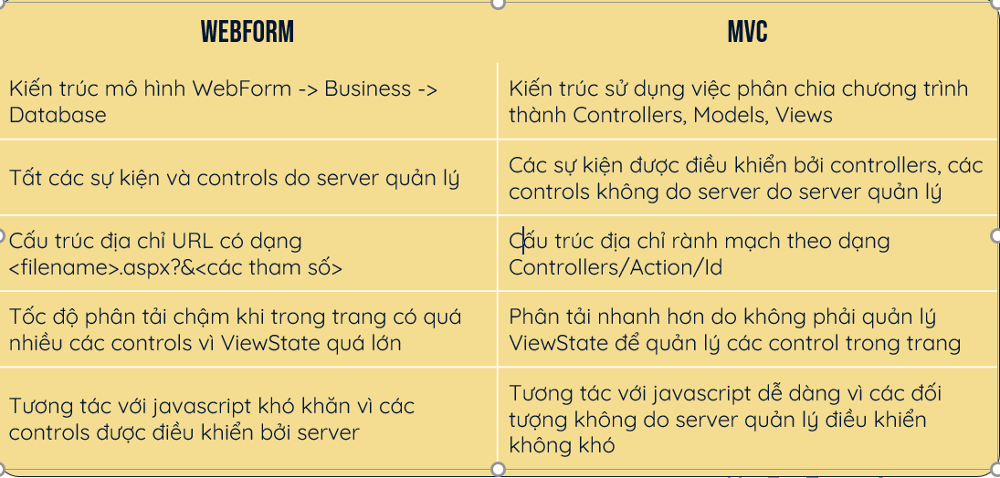 WEBFORM
MVC
Kiến trúc mô hình WebForm -> Business ->
Database
Kiến trúc sử dụng việc phân chia chương trình
thành Controllers, Models, Views
Tất các sự kiện và controls do server quản lý
Các sự kiện được điều khiển bởi controllers, các
controls không do server do server quản lý
Cấu trúc địa chỉ URL có dạng
<filename>.aspx?&<các tham số>
Cấu trúc địa chỉ rành mạch theo dạng
Controllers/Action/Id
Tốc độ phân tải chậm khi trong trang có quá
nhiều các controls vì ViewState quá lớn
Phân tải nhanh hơn do không phải quản lý
ViewState để quản lý các control trong trang
Tương tác với javascript khó khăn vì các
controls được điều khiển bởi server
Tương tác với javascript dễ dàng vì các đối
tượng không do server quản lý điều khiển
không khó